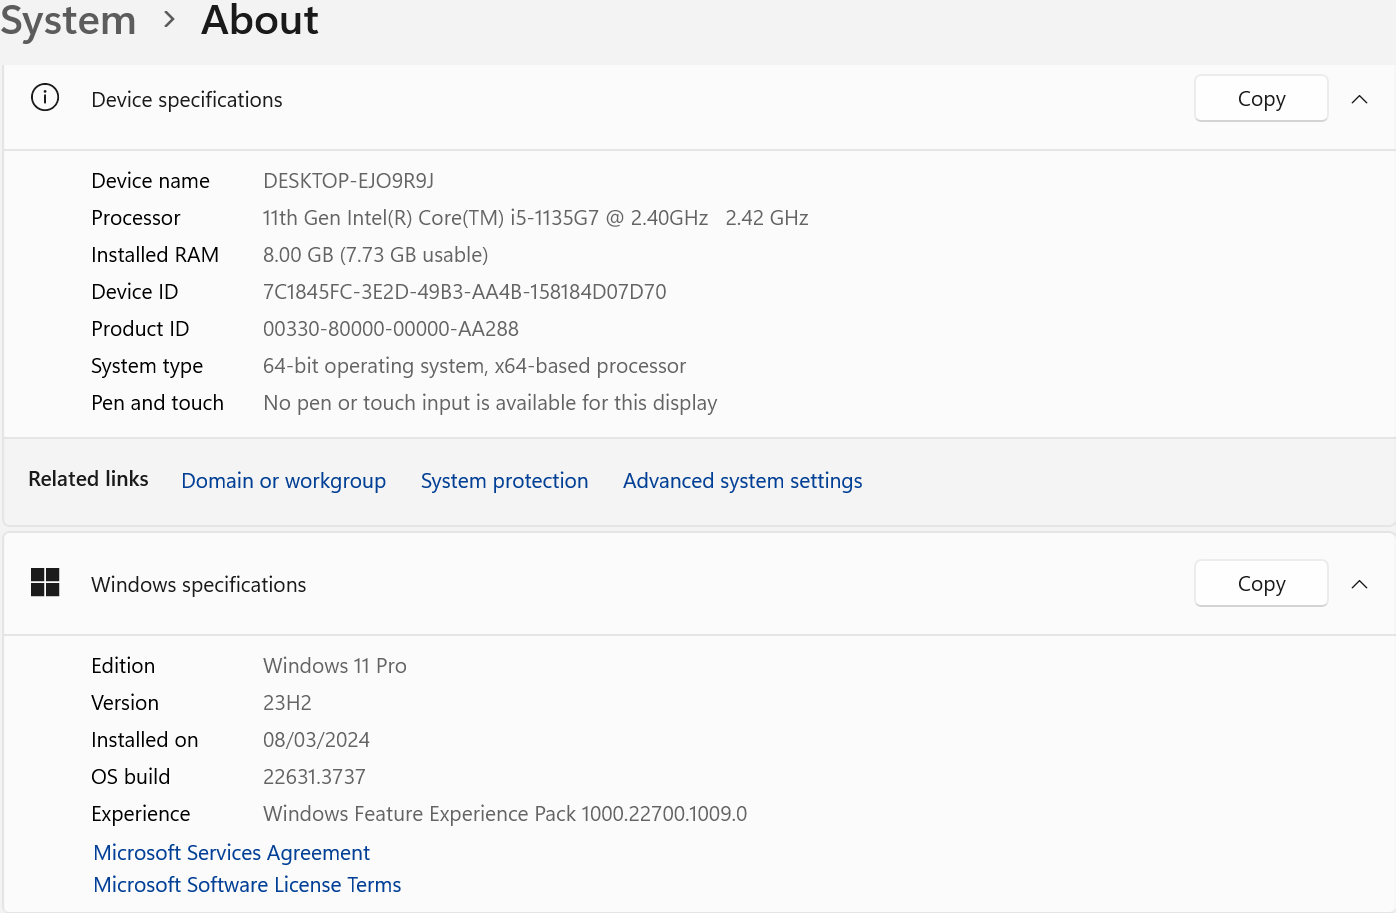 System > About
Device specifications Copy
Device name DESKTOP-EJO9R9J
Processor 11th Gen Intel(R) Core(TM) i5-1135G7 @ 2.40GHz 2.42 GHz
Installed RAM 8.00 GB (7.73 GB usable)
Device ID 7C1845FC-3E2D-49B3-AA4B-158184D07D70
Product ID 00330-80000-00000-AA288
System type 64-bit operating system, x64-based processor
Pen and touch No pen or touch input is available for this display
Related links Domain or workgroup System protection Advanced system settings
Windows specifications Copy
Edition Windows 11 Pro
Version 23H2
Installed on 08/03/2024
OS build 22631.3737
Experience Windows Feature Experience Pack 1000.22700.1009.0
Microsoft Services Agreement
Microsoft Software License Terms